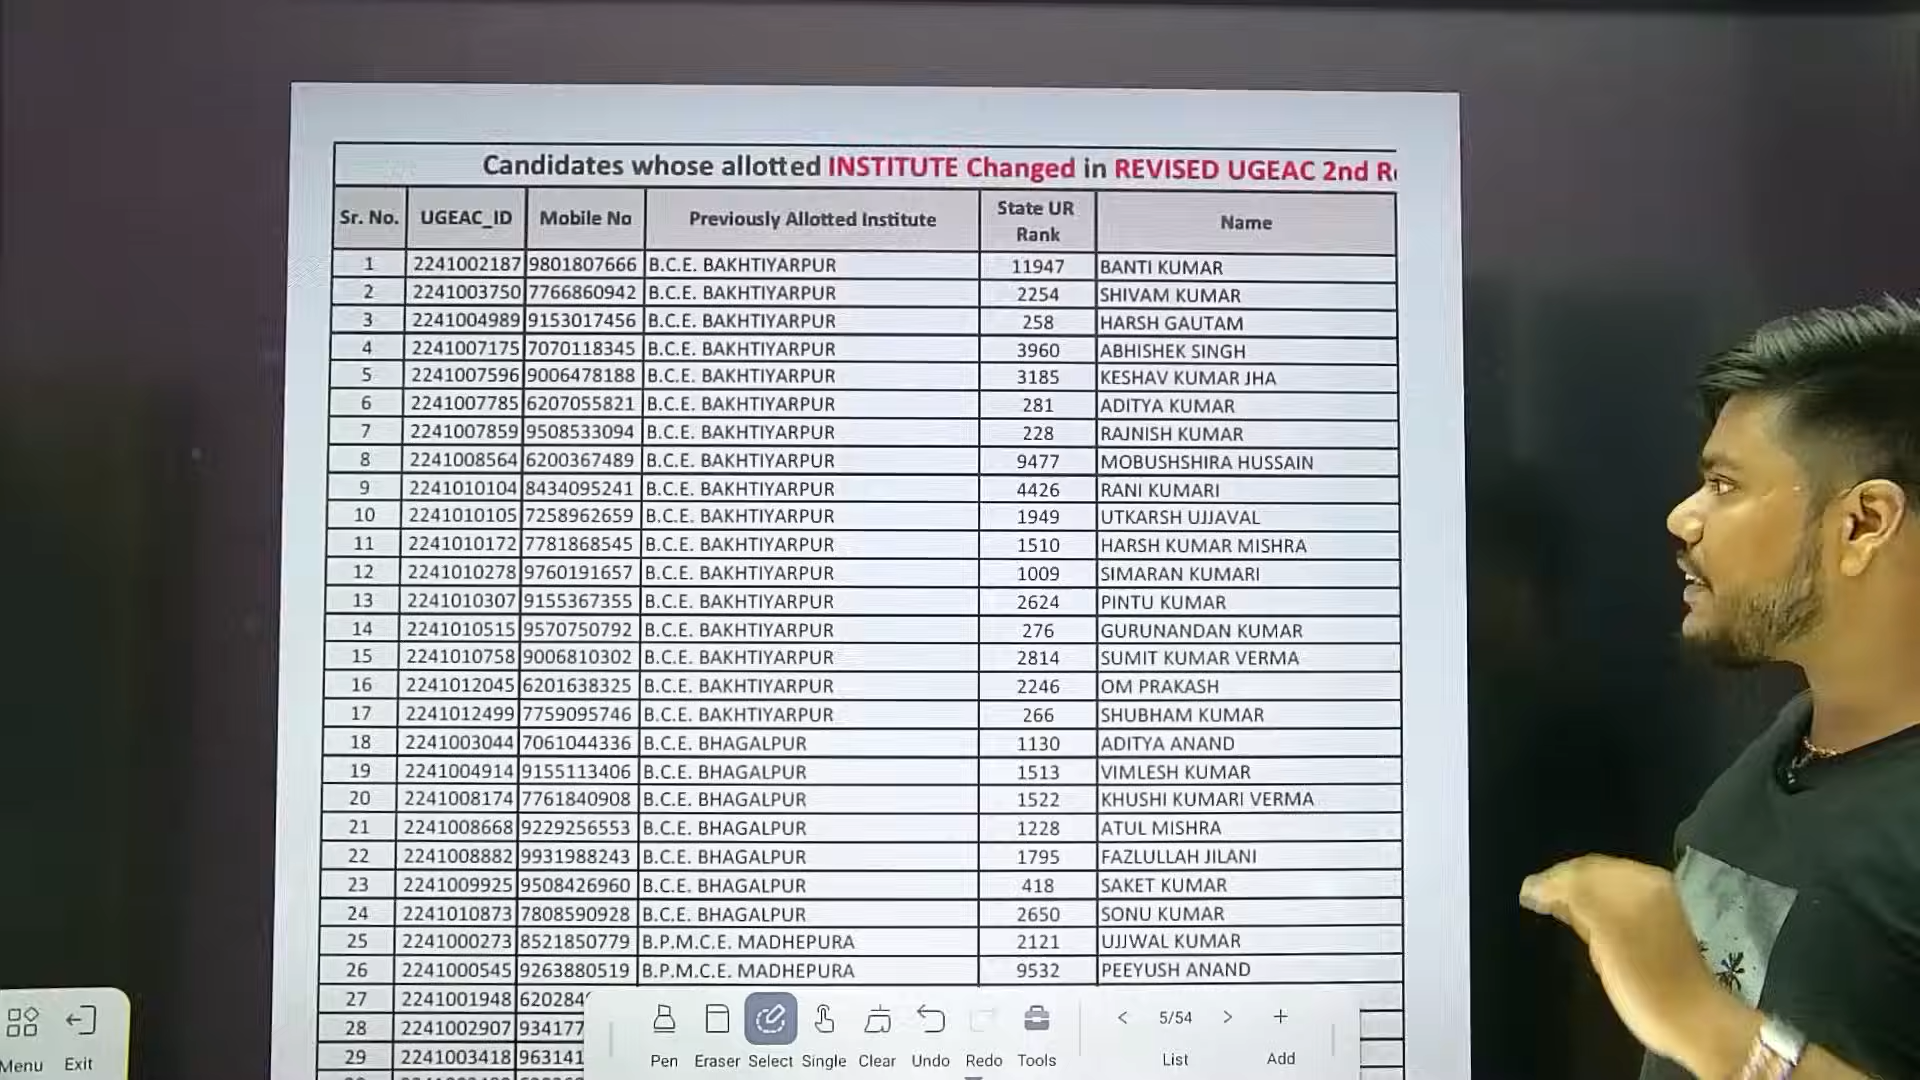 Candidates whose allotted INSTITUTE Changed in REVISED UGEAC 2nd
Sr. No. UGEAC_ID Mobile No Previously Allotted Institute State UR Rank Name
1 2241002187 9801807666 B.C.E. BAKHTIYARPUR 11947 BANTI KUMAR
2 2241003750 7766860942 B.C.E. BAKHTIYARPUR 2254 SHIVAM KUMAR
3 2241004989 9153017456 B.C.E. BAKHTIYARPUR 258 HARSH GAUTAM
4 2241007175 7070118345 B.C.E. BAKHTIYARPUR 3960 ABHISHEK SINGH
5 2241007596 9006478188 B.C.E. BAKHTIYARPUR 3185 KESHAV KUMAR JHA
6 2241007785 6207055821 B.C.E. BAKHTIYARPUR 281 ADITYA KUMAR
7 2241007859 9508533094 B.C.E. BAKHTIYARPUR 228 RAJNISH KUMAR
8 2241008564 6200367489 B.C.E. BAKHTIYARPUR 9477 MOBUSHSHIRA HUSSAIN
9 2241010104 8434095241 B.C.E. BAKHTIYARPUR 4426 RANI KUMARI
10 2241010105 7258962659 B.C.E. BAKHTIYARPUR 1949 UTKARSH UJJAVAL
11 2241010172 7781868545 B.C.E. BAKHTIYARPUR 1510 HARSH KUMAR MISHRA
12 2241010278 9760191657 B.C.E. BAKHTIYARPUR 1009 SIMARAN KUMARI
13 2241010307 9155367355 B.C.E. BAKHTIYARPUR 2624 PINTU KUMAR
14 2241010515 9570750792 B.C.E. BAKHTIYARPUR 276 GURUNANDAN KUMAR
15 2241010758 9006810302 B.C.E. BAKHTIYARPUR 2814 SUMIT KUMAR VERMA
16 2241012045 6201638325 B.C.E. BAKHTIYARPUR 2246 OM PRAKASH
17 2241012499 7759095746 B.C.E. BAKHTIYARPUR 266 SHUBHAM KUMAR
18 2241003044 7061044336 B.C.E. BHAGALPUR 1130 ADITYA ANAND
19 2241004914 9155113406 B.C.E. BHAGALPUR 1513 VIMLESH KUMAR
20 2241008174 7761840908 B.C.E. BHAGALPUR 1522 KHUSHI KUMARI VERMA
21 2241008668 9229256553 B.C.E. BHAGALPUR 1228 ATUL MISHRA
22 2241008882 9931988243 B.C.E. BHAGALPUR 1795 FAZLULLAH JILANI
23 2241009925 9508426960 B.C.E. BHAGALPUR 418 SAKET KUMAR
24 2241010873 7808590928 B.C.E. BHAGALPUR 2650 SONU KUMAR
25 2241000273 8521850779 B.P.M.C.E. MADHEPURA 2121 UJJWAL KUMAR
26 2241000545 9263880519 B.P.M.C.E. MADHEPURA 9532 PEEYUSH ANAND
27 2241001948 62028
28 2241002907 934177
29 2241003418 963141
Menu Exit
Pen Eraser Select Single Clear Undo Redo Tools < 5/54 > +
List Add